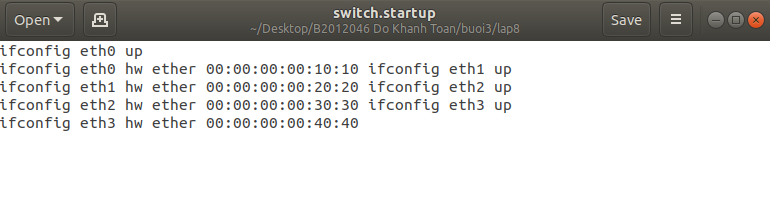 switch.startup
Open
~/Desktop/B2012046 Do Khanh Toan/buoi3/lap8
Save
ifconfig eth0 up
ifconfig eth0 hw ether 00:00:00:00:10:10 ifconfig eth1 up
ifconfig eth1 hw ether 00:00:00:00:20:20 ifconfig eth2 up
ifconfig eth2 hw ether 00:00:00:00:30:30 ifconfig eth3 up
ifconfig eth3 hw ether 00:00:00:00:40:40